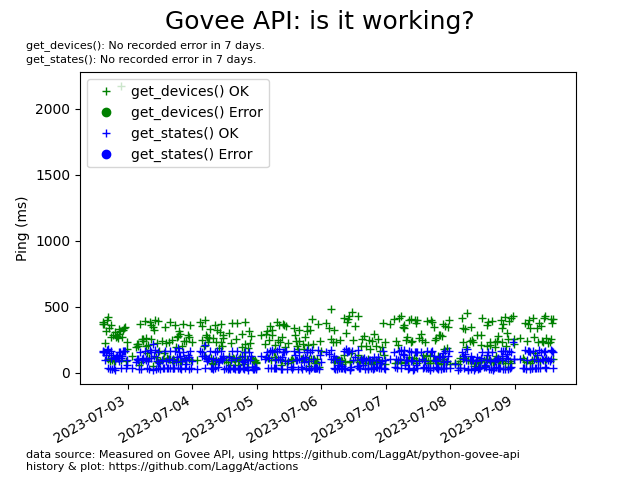 Govee API: is it working?
get_devices(): No recorded error in 7 days.
get_states(): No recorded error in 7 days.
get_devices() OK
get_devices() Error
get_states() OK
get_states() Error
Ping (ms)
2000
1500
1000
500
0
2023-07-03
2023-07-04
2023-07-05
2023-07-06
2023-07-07
2023-07-08
2023-07-09
data source: Measured on Govee API, using https://github.com/LaggAt/python-govee-api
history & plot: https://github.com/LaggAt/actions